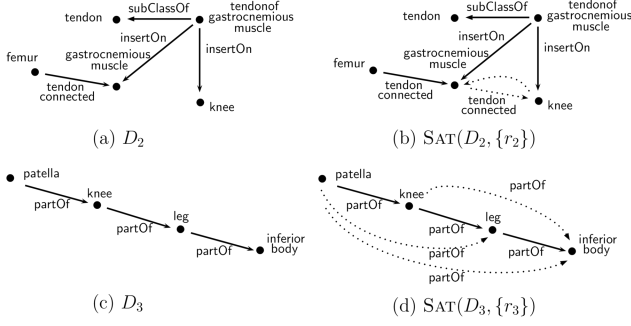 tendon
subClassOf
tendonof
gastrocnemious
muscle
insertOn
insertOn
femur
gastrocnemious
muscle
tendon
connected
knee
(a) D2
tendon
subClassOf
tendonof
gastrocnemious
muscle
insertOn
insertOn
femur
gastrocnemious
muscle
tendon
connected
tendon
connected
knee
(b) SAT(D2, {r2})
patella
knee
partOf
leg
partOf
inferior
body
partOf
(c) D3
patella
partOf
knee
partOf
leg
partOf
inferior
body
partOf
partOf
partOf
(d) SAT(D3, {r3})